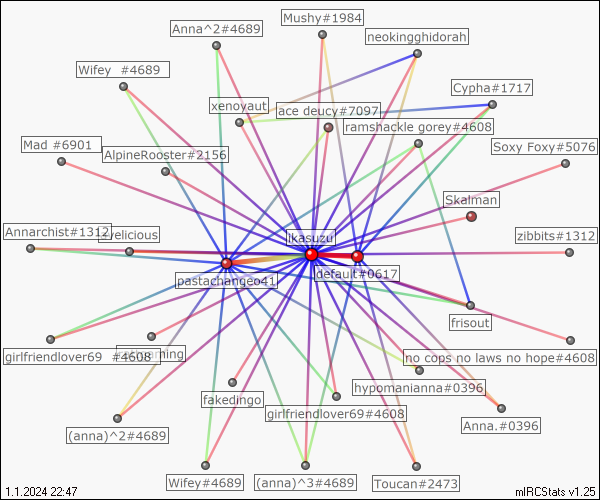 Mushy#1984
Anna^2#4689
neokingghidorah
Wifey #4689
Cypha#1717
xenoyaut
ace deucy#7097
ramshackle gorey#4608
Mad #6901
AlpineRooster#2156
Soxy Foxy#5076
Skalman
Annarchist#1312
velicious
ikasuzu
zibbits#1312
pastachangeo41
default#0617
frisout
girlfriendlover69 #4608
no cops no laws no hope#4608
hypomanianna#0396
fakedingo
girlfriendlover69#4608
(anna)^2#4689
Anna.#0396
Wifey#4689
(anna)^3#4689
Toucan#2473
1.1.2024 22:47
mIRCStats v1.25